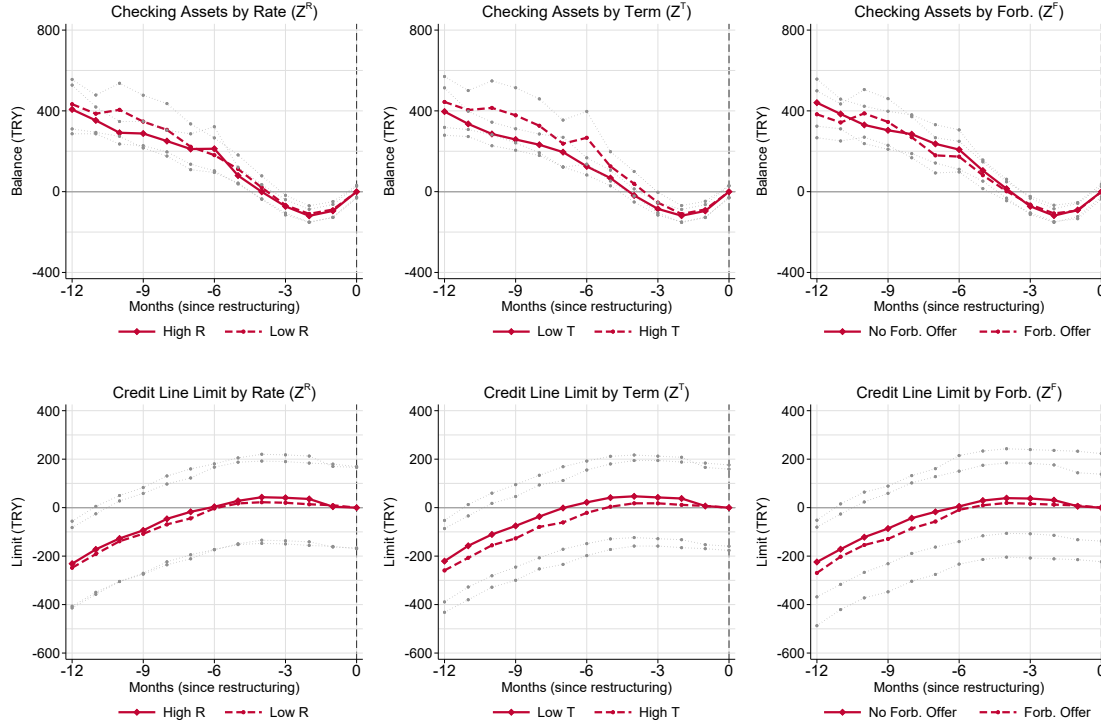 Checking Assets by Rate (Z^R)
Checking Assets by Term (Z^T)
Checking Assets by Forb. (Z^F)
800
400
0
-400
Balance (TRY)
-12 -9 -6 -3 0
Months (since restructuring)
High R Low R
800
400
0
-400
Balance (TRY)
-12 -9 -6 -3 0
Months (since restructuring)
Low T High T
800
400
0
-400
Balance (TRY)
-12 -9 -6 -3 0
Months (since restructuring)
No Forb. Offer Forb. Offer
Credit Line Limit by Rate (Z^R)
Credit Line Limit by Term (Z^T)
Credit Line Limit by Forb. (Z^F)
400
200
0
-200
-400
-600
Limit (TRY)
-12 -9 -6 -3 0
Months (since restructuring)
High R Low R
400
200
0
-200
-400
-600
Limit (TRY)
-12 -9 -6 -3 0
Months (since restructuring)
Low T High T
400
200
0
-200
-400
-600
Limit (TRY)
-12 -9 -6 -3 0
Months (since restructuring)
No Forb. Offer Forb. Offer